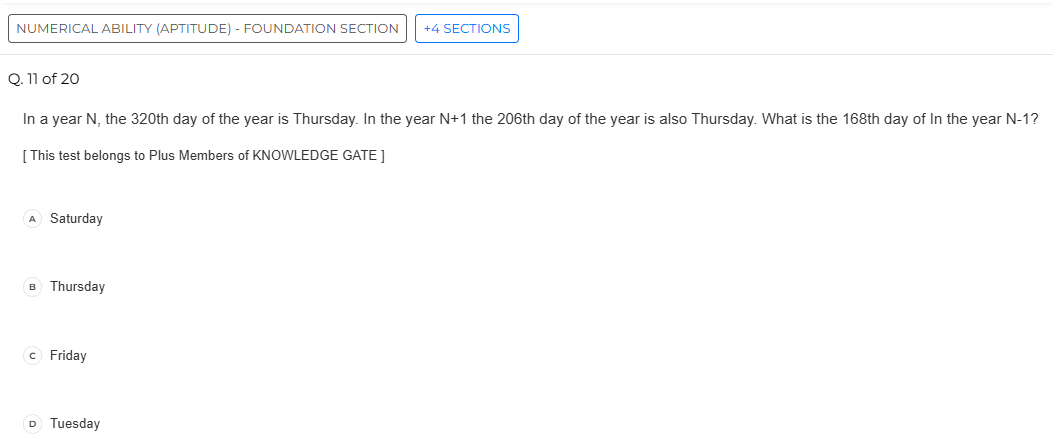 NUMERICAL ABILITY (APTITUDE) - FOUNDATION SECTION +4 SECTIONS
Q. 11 of 20
In a year N, the 320th day of the year is Thursday. In the year N+1 the 206th day of the year is also Thursday. What is the 168th day of In the year N-1?
[ This test belongs to Plus Members of KNOWLEDGE GATE ]
A Saturday
B Thursday
C Friday
D Tuesday